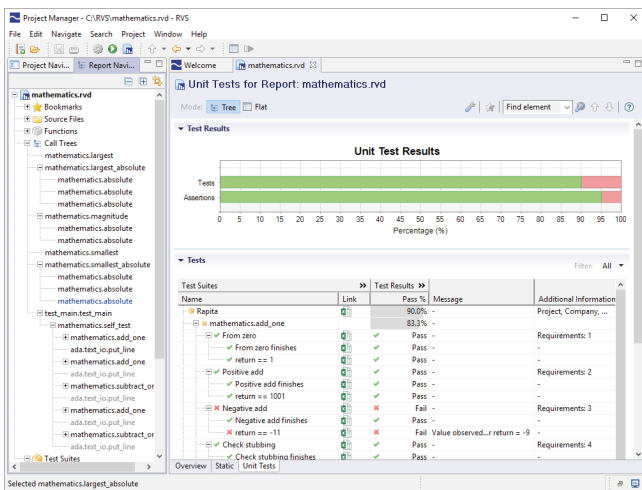 Project Manager - C:\RVS\mathematics.rvd - RVS
File Edit Navigate Search Project Window Help
Project Navi... Report Navi...
mathematics.rvd
Bookmarks
Source Files
Functions
Call Trees
mathematics.largest
mathematics.largest_absolute
mathematics.absolute
mathematics.absolute
mathematics.absolute
mathematics.magnitude
mathematics.absolute
mathematics.absolute
mathematics.smallest
mathematics.smallest_absolute
mathematics.absolute
mathematics.absolute
mathematics.absolute
test_main.test_main
mathematics.self_test
mathematics.add_one
ada.text_io.put_line
mathematics.add_one
ada.text_io.put_line
mathematics.subtract_or
mathematics.add_one
ada.text_io.put_line
mathematics.subtract_or
ada.text_io.put_line
Test Suites
Welcome mathematics.rvd
Unit Tests for Report: mathematics.rvd
Mode: Tree Flat Find element
Test Results
Unit Test Results
Tests
Assertions
0 5 10 15 20 25 30 35 40 45 50 55 60 65 70 75 80 85 90 95 100
Percentage (%)
Tests
Filter: All
Test Suites » Test Results »
Name Link Pass % Message Additional Information
Rapita 90.0% - Project, Company, ...
mathematics.add_one 83.3% - -
From zero Pass - Requirements: 1
From zero finishes Pass - -
return == 1 Pass - -
Positive add Pass - Requirements: 2
Positive add finishes Pass - -
return == 1001 Pass - -
Negative add Fail - Requirements: 3
Negative add finishes Pass - -
return == -11 Fail Value observed...r return = -9 -
Check stubbing Pass - Requirements: 4
Check stubbing finishes Pass - -
Overview Static Unit Tests
Selected mathematics.largest_absolute